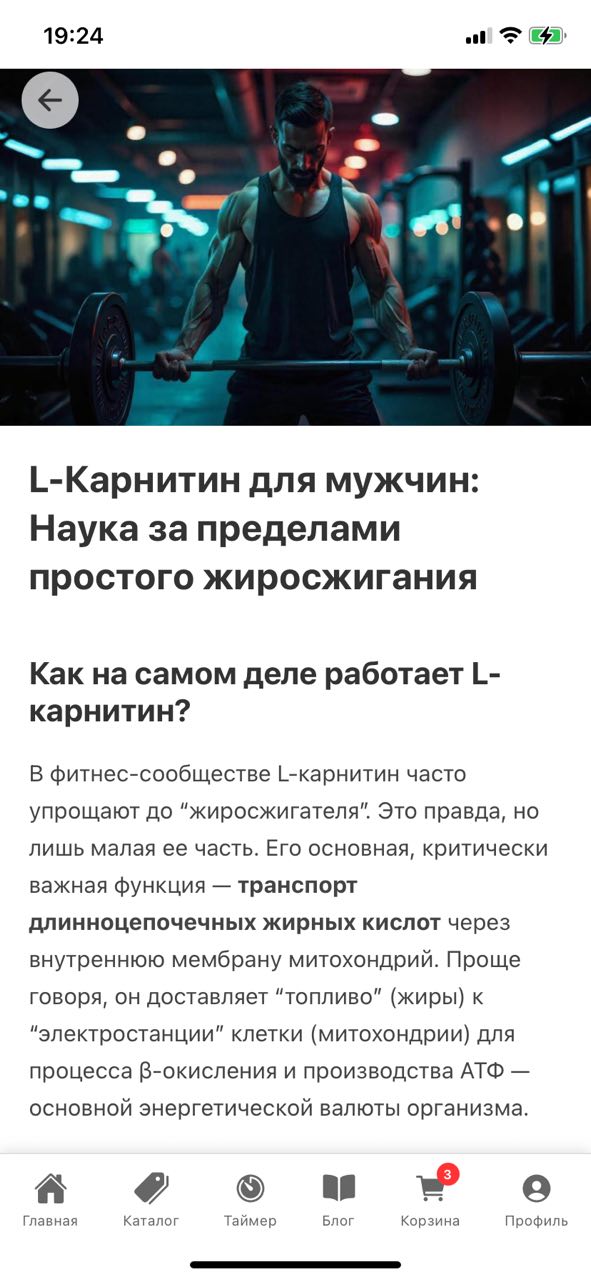 19:24
L-Карнитин для мужчин:
Наука за пределами
простого жиросжигания
Как на самом деле работает L-
карнитин?
В фитнес-сообществе L-карнитин часто
упрощают до “жиросжигателя”. Это правда, но
лишь малая ее часть. Его основная, критически
важная функция — транспорт
длинноцепочечных жирных кислот через
внутреннюю мембрану митохондрий. Проще
говоря, он доставляет “топливо” (жиры) к
“электростанции” клетки (митохондрии) для
процесса β-окисления и производства АТФ —
основной энергетической валюты организма.
3
Главная Каталог Таймер Блог Корзина Профиль